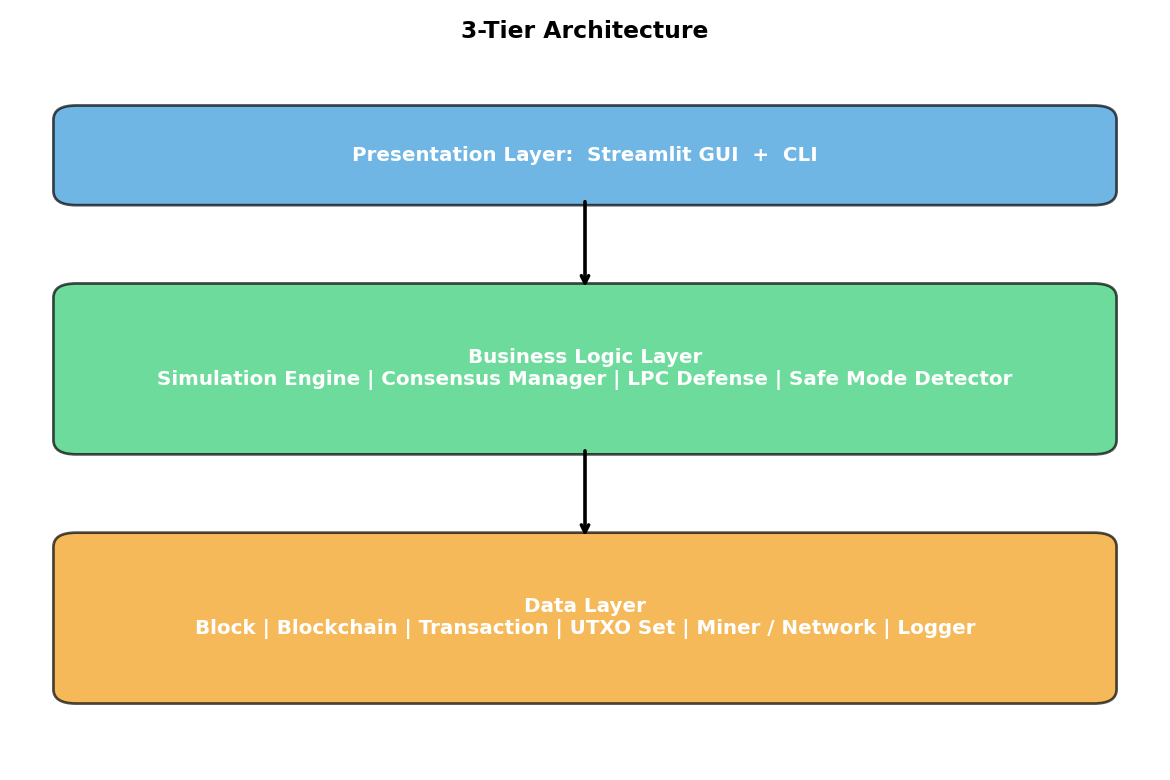 3-Tier Architecture
Presentation Layer:  Streamlit GUI  +  CLI
Business Logic Layer
Simulation Engine | Consensus Manager | LPC Defense | Safe Mode Detector
Data Layer
Block | Blockchain | Transaction | UTXO Set | Miner / Network | Logger